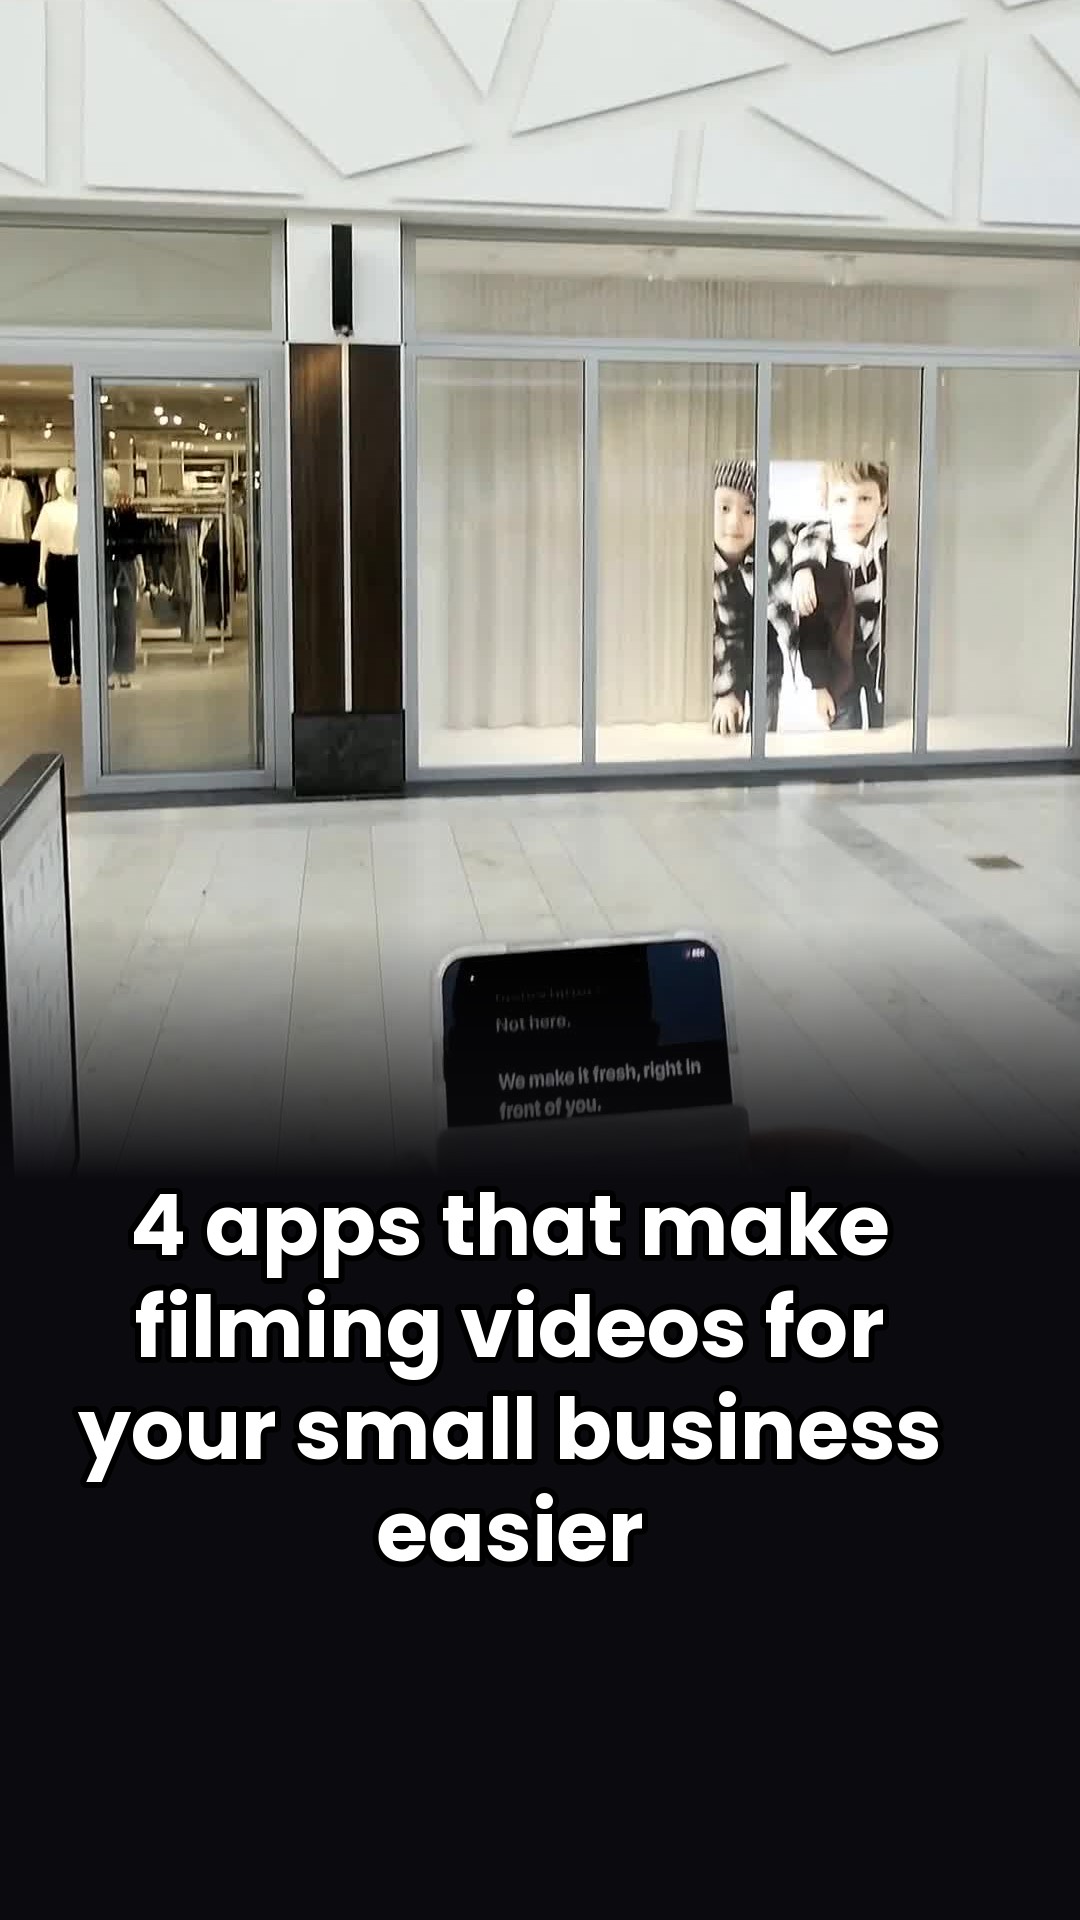 Not here.
We make it fresh, right in
front of you.
4 apps that make
filming videos for
your small business
easier